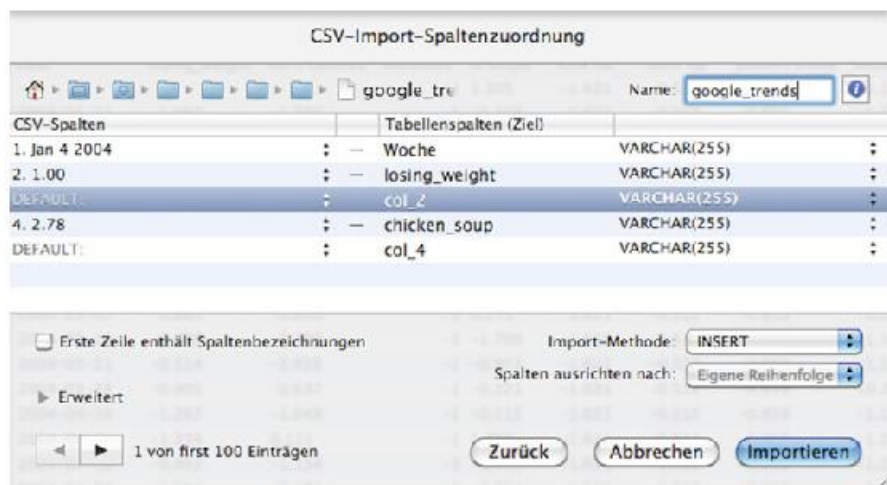 CSV-Import-Spaltenzuordnung
google_tre Name: google_trends
CSV-Spalten Tabellenspalten (Ziel)
1. Jan 4 2004 Woche VARCHAR(255)
2. 1.00 losing_weight VARCHAR(255)
DEFAULT: col_2 VARCHAR(255)
4. 2.78 chicken_soup VARCHAR(255)
DEFAULT: col_4 VARCHAR(255)
Erste Zeile enthält Spaltenbezeichnungen Import-Methode: INSERT
Spalten ausrichten nach: Eigene Reihenfolge
Erweitert
1 von first 100 Einträgen Zurück Abbrechen Importieren